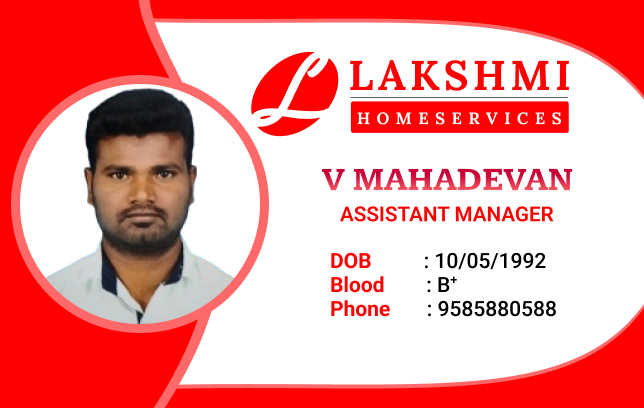 LAKSHMI
HOMESERVICES
V MAHADEVAN
ASSISTANT MANAGER
DOB : 10/05/1992
Blood : B⁺
Phone : 9585880588